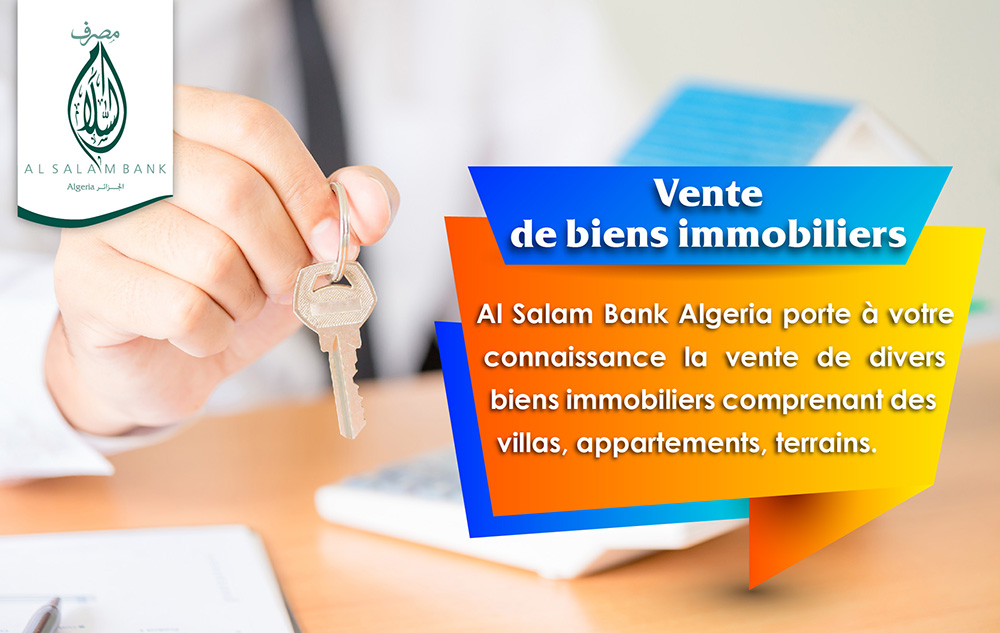 مصرف
السلام
AL SALAM BANK
Algeria الجزائر
Vente
de biens immobiliers
Al Salam Bank Algeria porte à votre
connaissance la vente de divers
biens immobiliers comprenant des
villas, appartements, terrains.